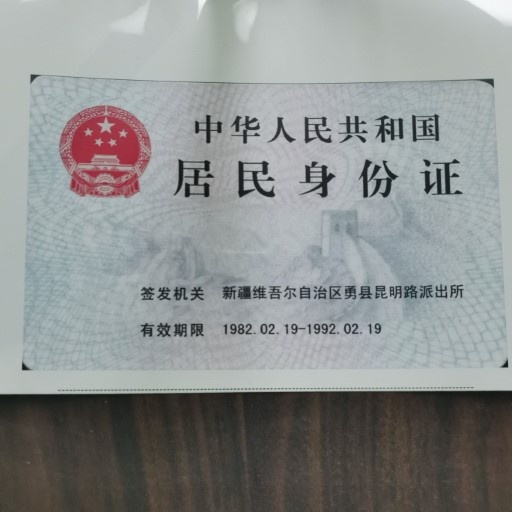 中华人民共和国
居民身份证
签发机关 新疆维吾尔自治区勇县昆明路派出所
有效期限 1982.02.19-1992.02.19